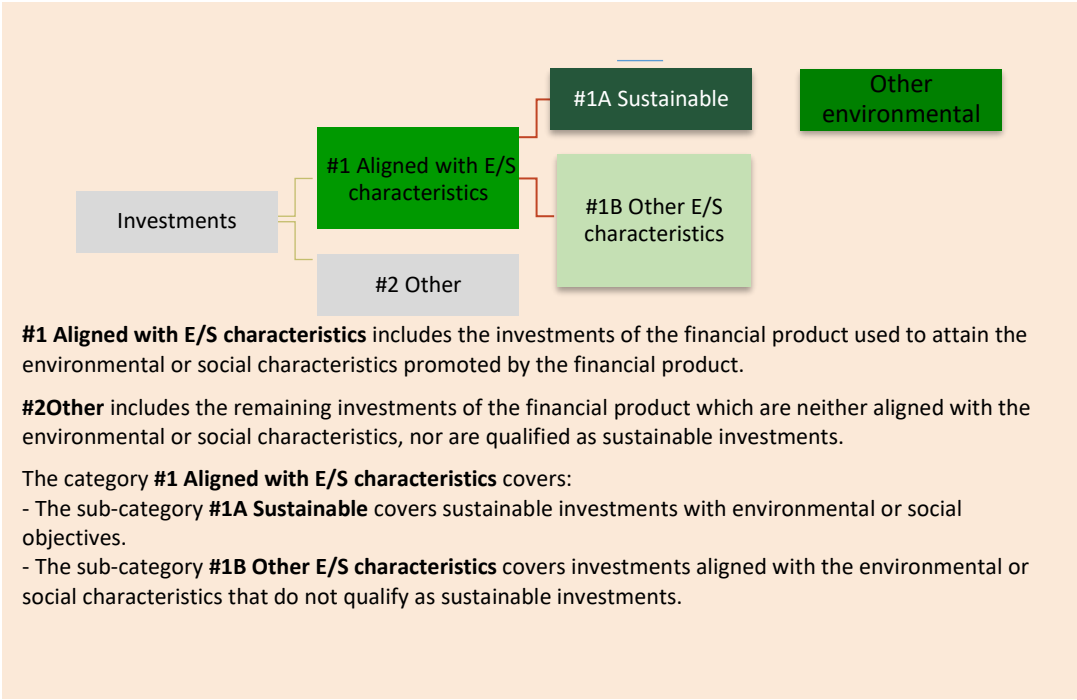 #1A Sustainable
Other
environmental
#1 Aligned with E/S
characteristics
#1B Other E/S
characteristics
Investments
#2 Other
#1 Aligned with E/S characteristics includes the investments of the financial product used to attain the
environmental or social characteristics promoted by the financial product.
#2Other includes the remaining investments of the financial product which are neither aligned with the
environmental or social characteristics, nor are qualified as sustainable investments.
The category #1 Aligned with E/S characteristics covers:
- The sub-category #1A Sustainable covers sustainable investments with environmental or social
objectives.
- The sub-category #1B Other E/S characteristics covers investments aligned with the environmental or
social characteristics that do not qualify as sustainable investments.